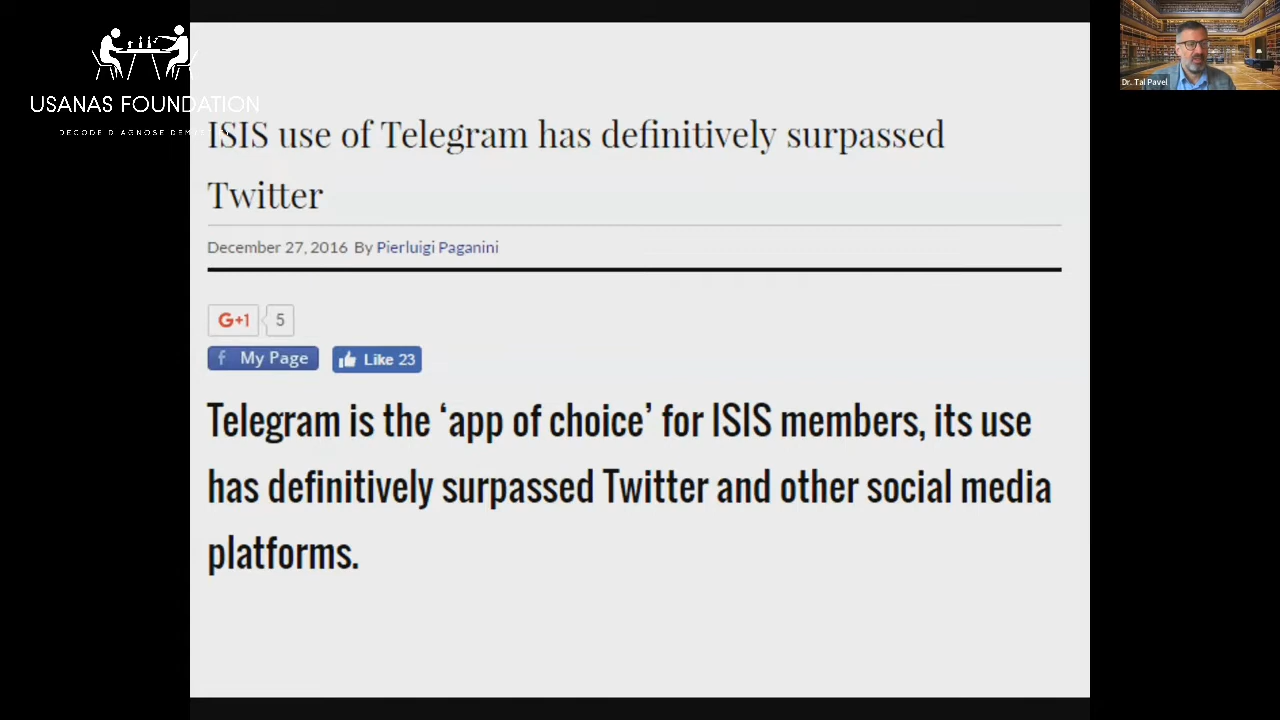 USANAS FOUNDATION
ISIS use of Telegram has definitively surpassed
Twitter
December 27, 2016 By Pierluigi Paganini
G+1 5
f My Page Like 23
Telegram is the ‘app of choice’ for ISIS members, its use
has definitively surpassed Twitter and other social media
platforms.
Dr. Tal Pavel